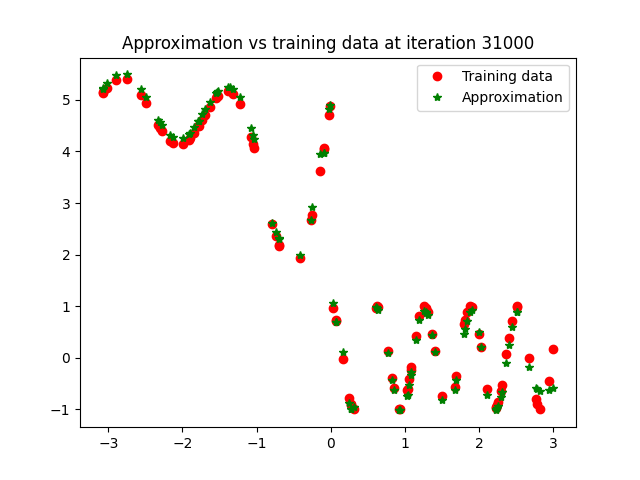 Approximation vs training data at iteration 31000
Training data
Approximation
5
4
3
2
1
0
−1
−3 −2 −1 0 1 2 3